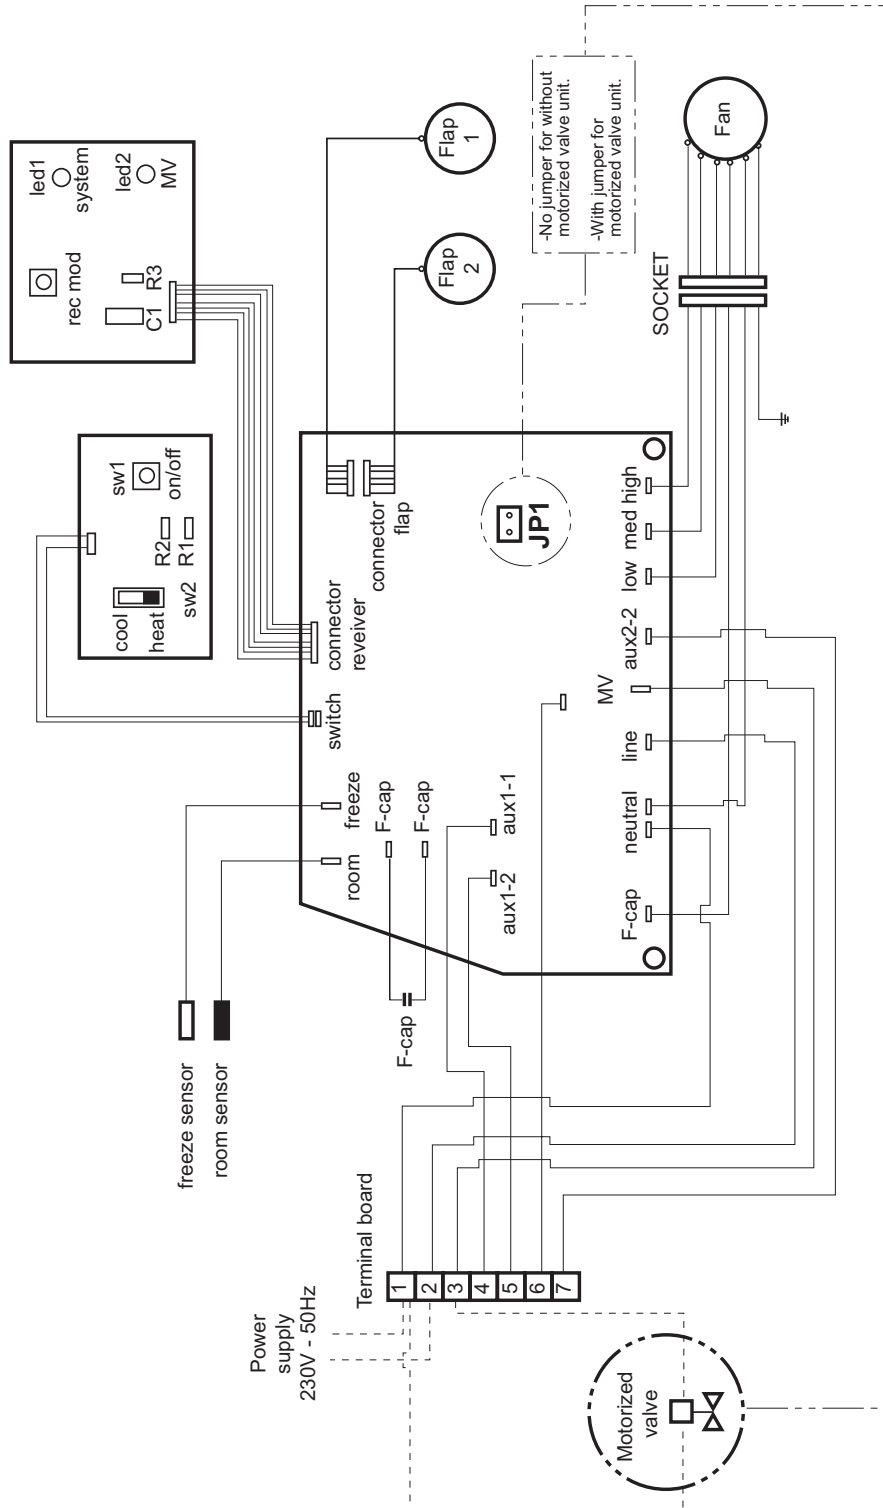 led1
system
led2
MV
rec mod
C1
R3
sw1
on/off
R2
R1
cool
heat
sw2
Flap
1
Flap
2
-No jumper for without
motorized valve unit.
-With jumper for
motorized valve unit.
Fan
SOCKET
connector
flap
JP1
connector
reveiver
switch
freeze
room
F-cap
F-cap
F-cap
aux1-1
aux1-2
high
med
low
aux2-2
MV
line
neutral
F-cap
freeze sensor
room sensor
Terminal board
1
2
3
4
5
6
7
Power
supply
230V - 50Hz
Motorized
valve